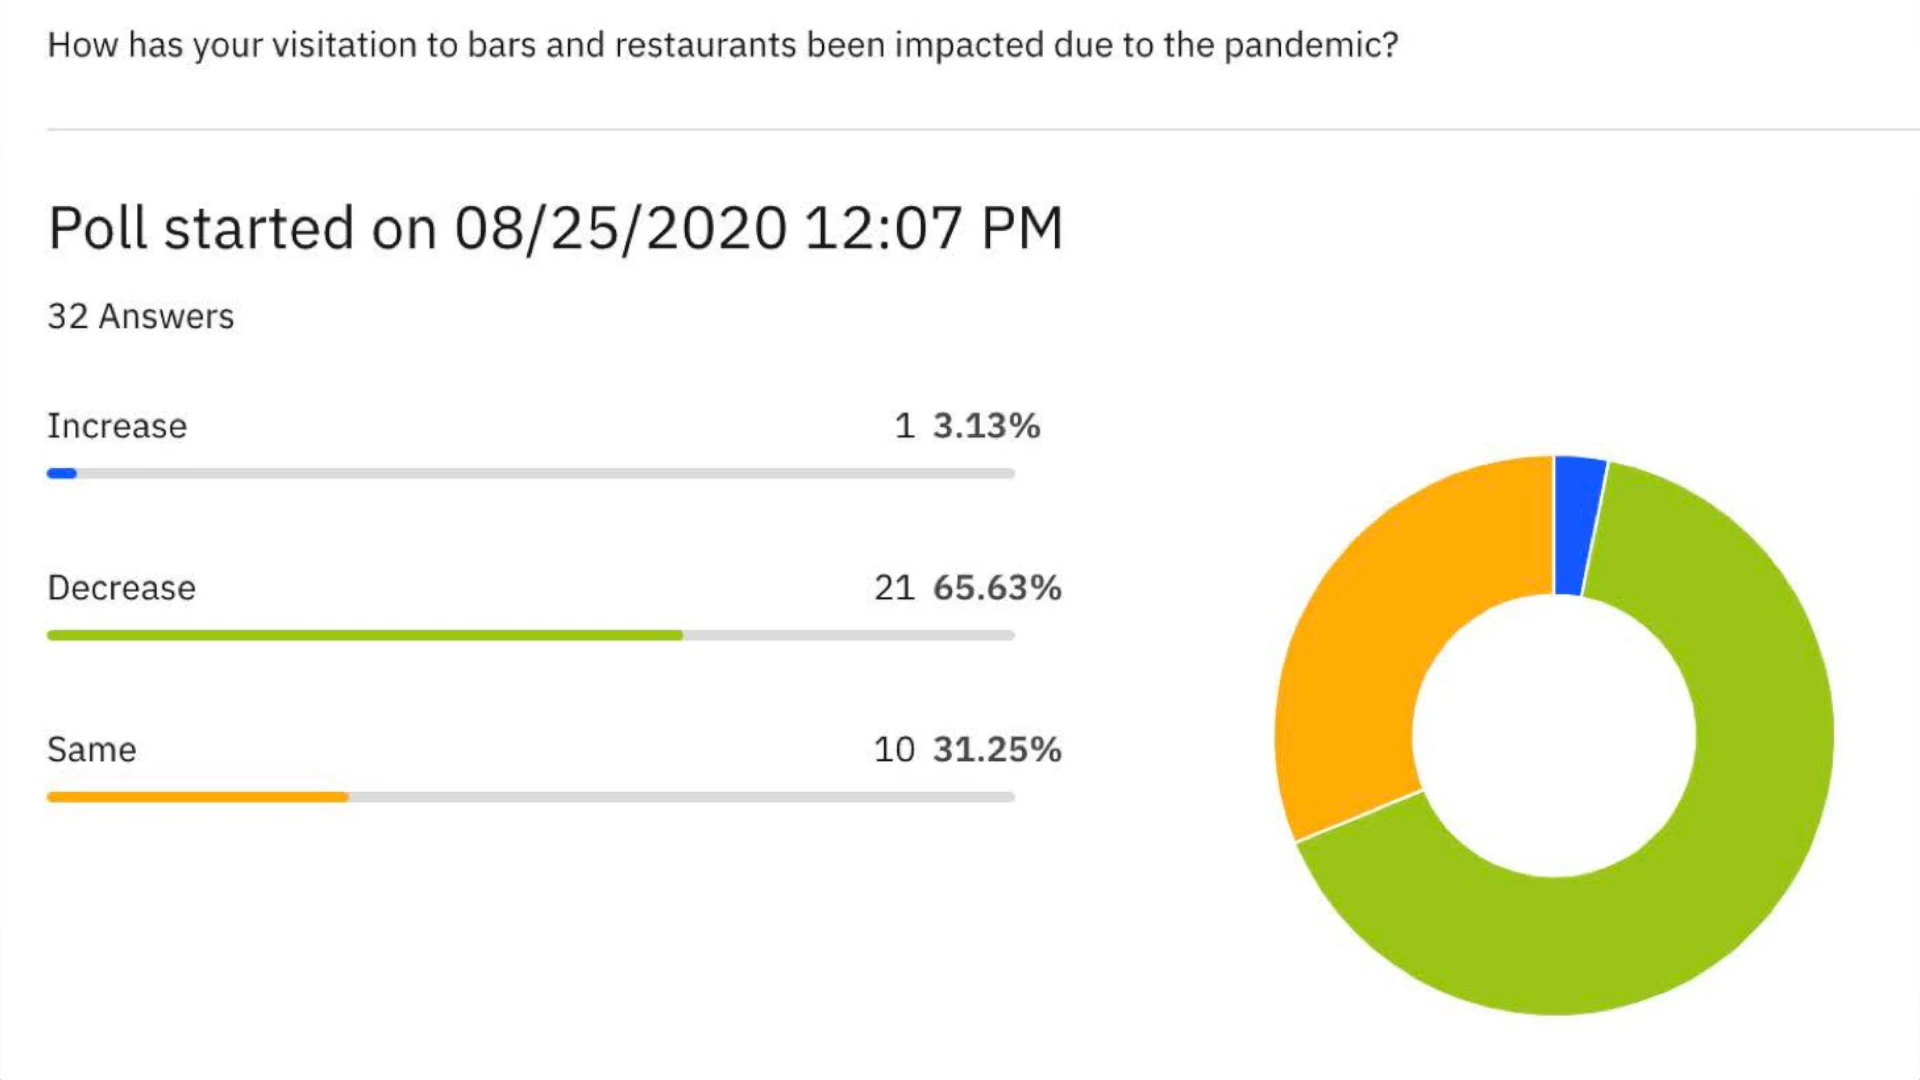 How has your visitation to bars and restaurants been impacted due to the pandemic?
Poll started on 08/25/2020 12:07 PM
32 Answers
Increase 1 3.13%
Decrease 21 65.63%
Same 10 31.25%